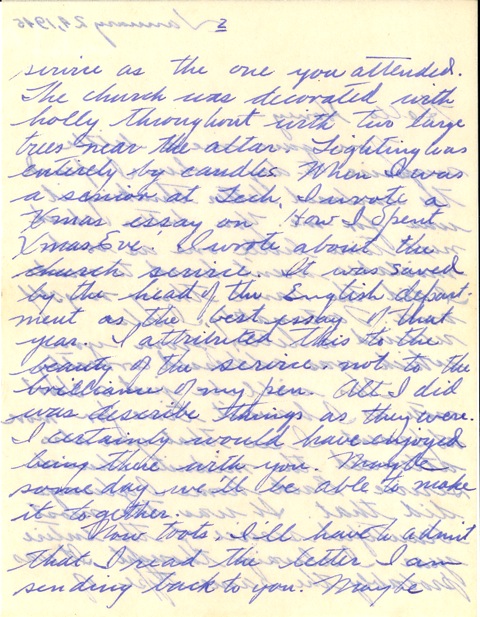 2
service as the one you attended.
The church was decorated with
holly throughout with two large
trees near the altar. Lighting was
entirely by candles. When I was
a senior at Tech, I wrote a
Xmas essay on "How I Spent
Xmas Eve." I wrote about the
church service. It was saved
by the head of the English depart-
ment as the best essay of that
year. I attributed this to the
beauty of the service, not to the
brilliance of my pen. All I did
was describe things as they were.
I certainly would have enjoyed
being there with you. Maybe
some day we'll be able to make
it together.
Now toots, I'll have to admit
that I read the letter I am
sending back to you. Maybe